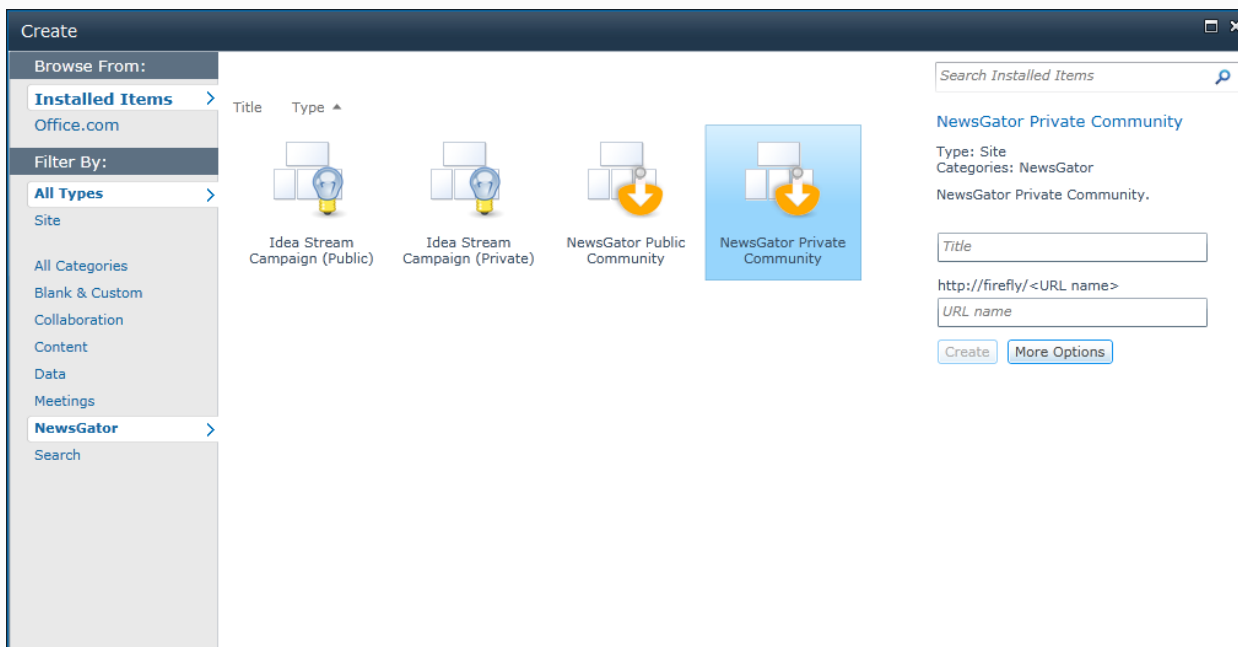 Create
Browse From:
Installed Items
Office.com
Filter By:
All Types
Site
All Categories
Blank & Custom
Collaboration
Content
Data
Meetings
NewsGator
Search
Title Type
Idea Stream
Campaign (Public)
Idea Stream
Campaign (Private)
NewsGator Public
Community
NewsGator Private
Community
Search Installed Items
NewsGator Private Community
Type: Site
Categories: NewsGator
NewsGator Private Community.
Title
http://firefly/<URL name>
URL name
Create More Options